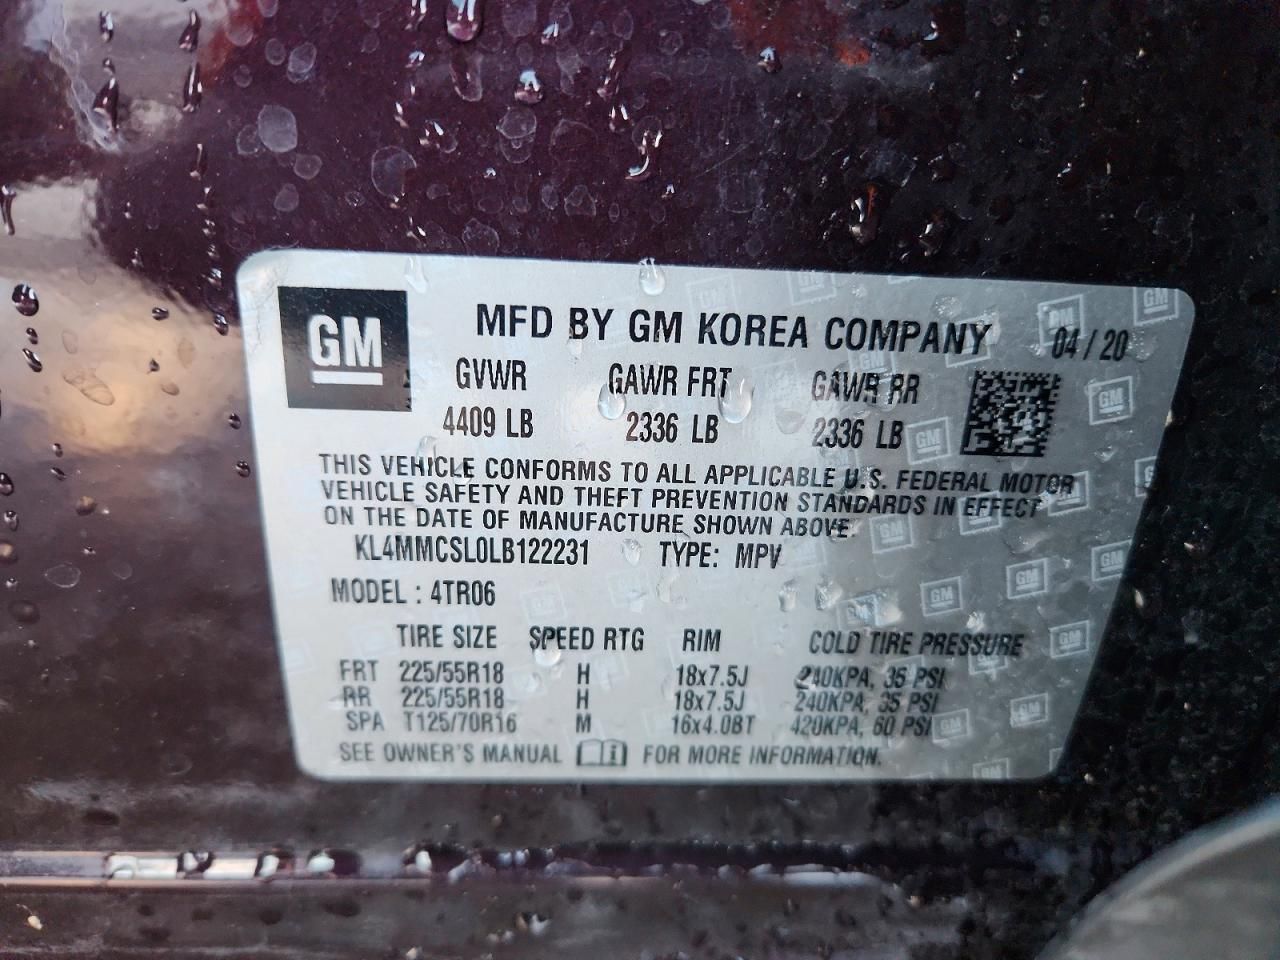 GM
MFD BY GM KOREA COMPANY 04/20
GVWR GAWR FRT GAWR RR
4409 LB 2336 LB 2336 LB
THIS VEHICLE CONFORMS TO ALL APPLICABLE U.S. FEDERAL MOTOR
VEHICLE SAFETY AND THEFT PREVENTION STANDARDS IN EFFECT
ON THE DATE OF MANUFACTURE SHOWN ABOVE.
KL4MMCSL0LB122231 TYPE: MPV
MODEL : 4TR06
TIRE SIZE SPEED RTG RIM COLD TIRE PRESSURE
FRT 225/55R18 H 18x7.5J 240KPA, 35 PSI
RR 225/55R18 H 18x7.5J 240KPA, 35 PSI
SPA T125/70R16 M 16x4.0BT 420KPA, 60 PSI
SEE OWNER'S MANUAL FOR MORE INFORMATION.